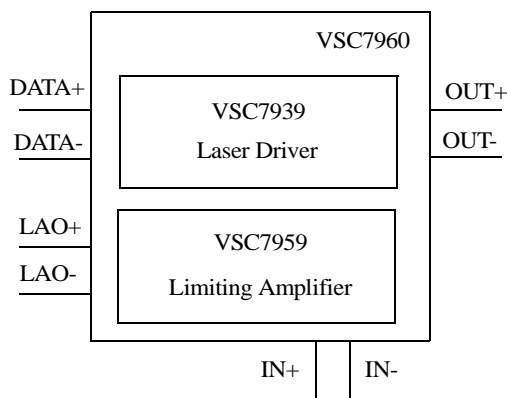 VSC7960
DATA+
DATA-
VSC7939
Laser Driver
OUT+
OUT-
LAO+
LAO-
VSC7959
Limiting Amplifier
IN+
IN-